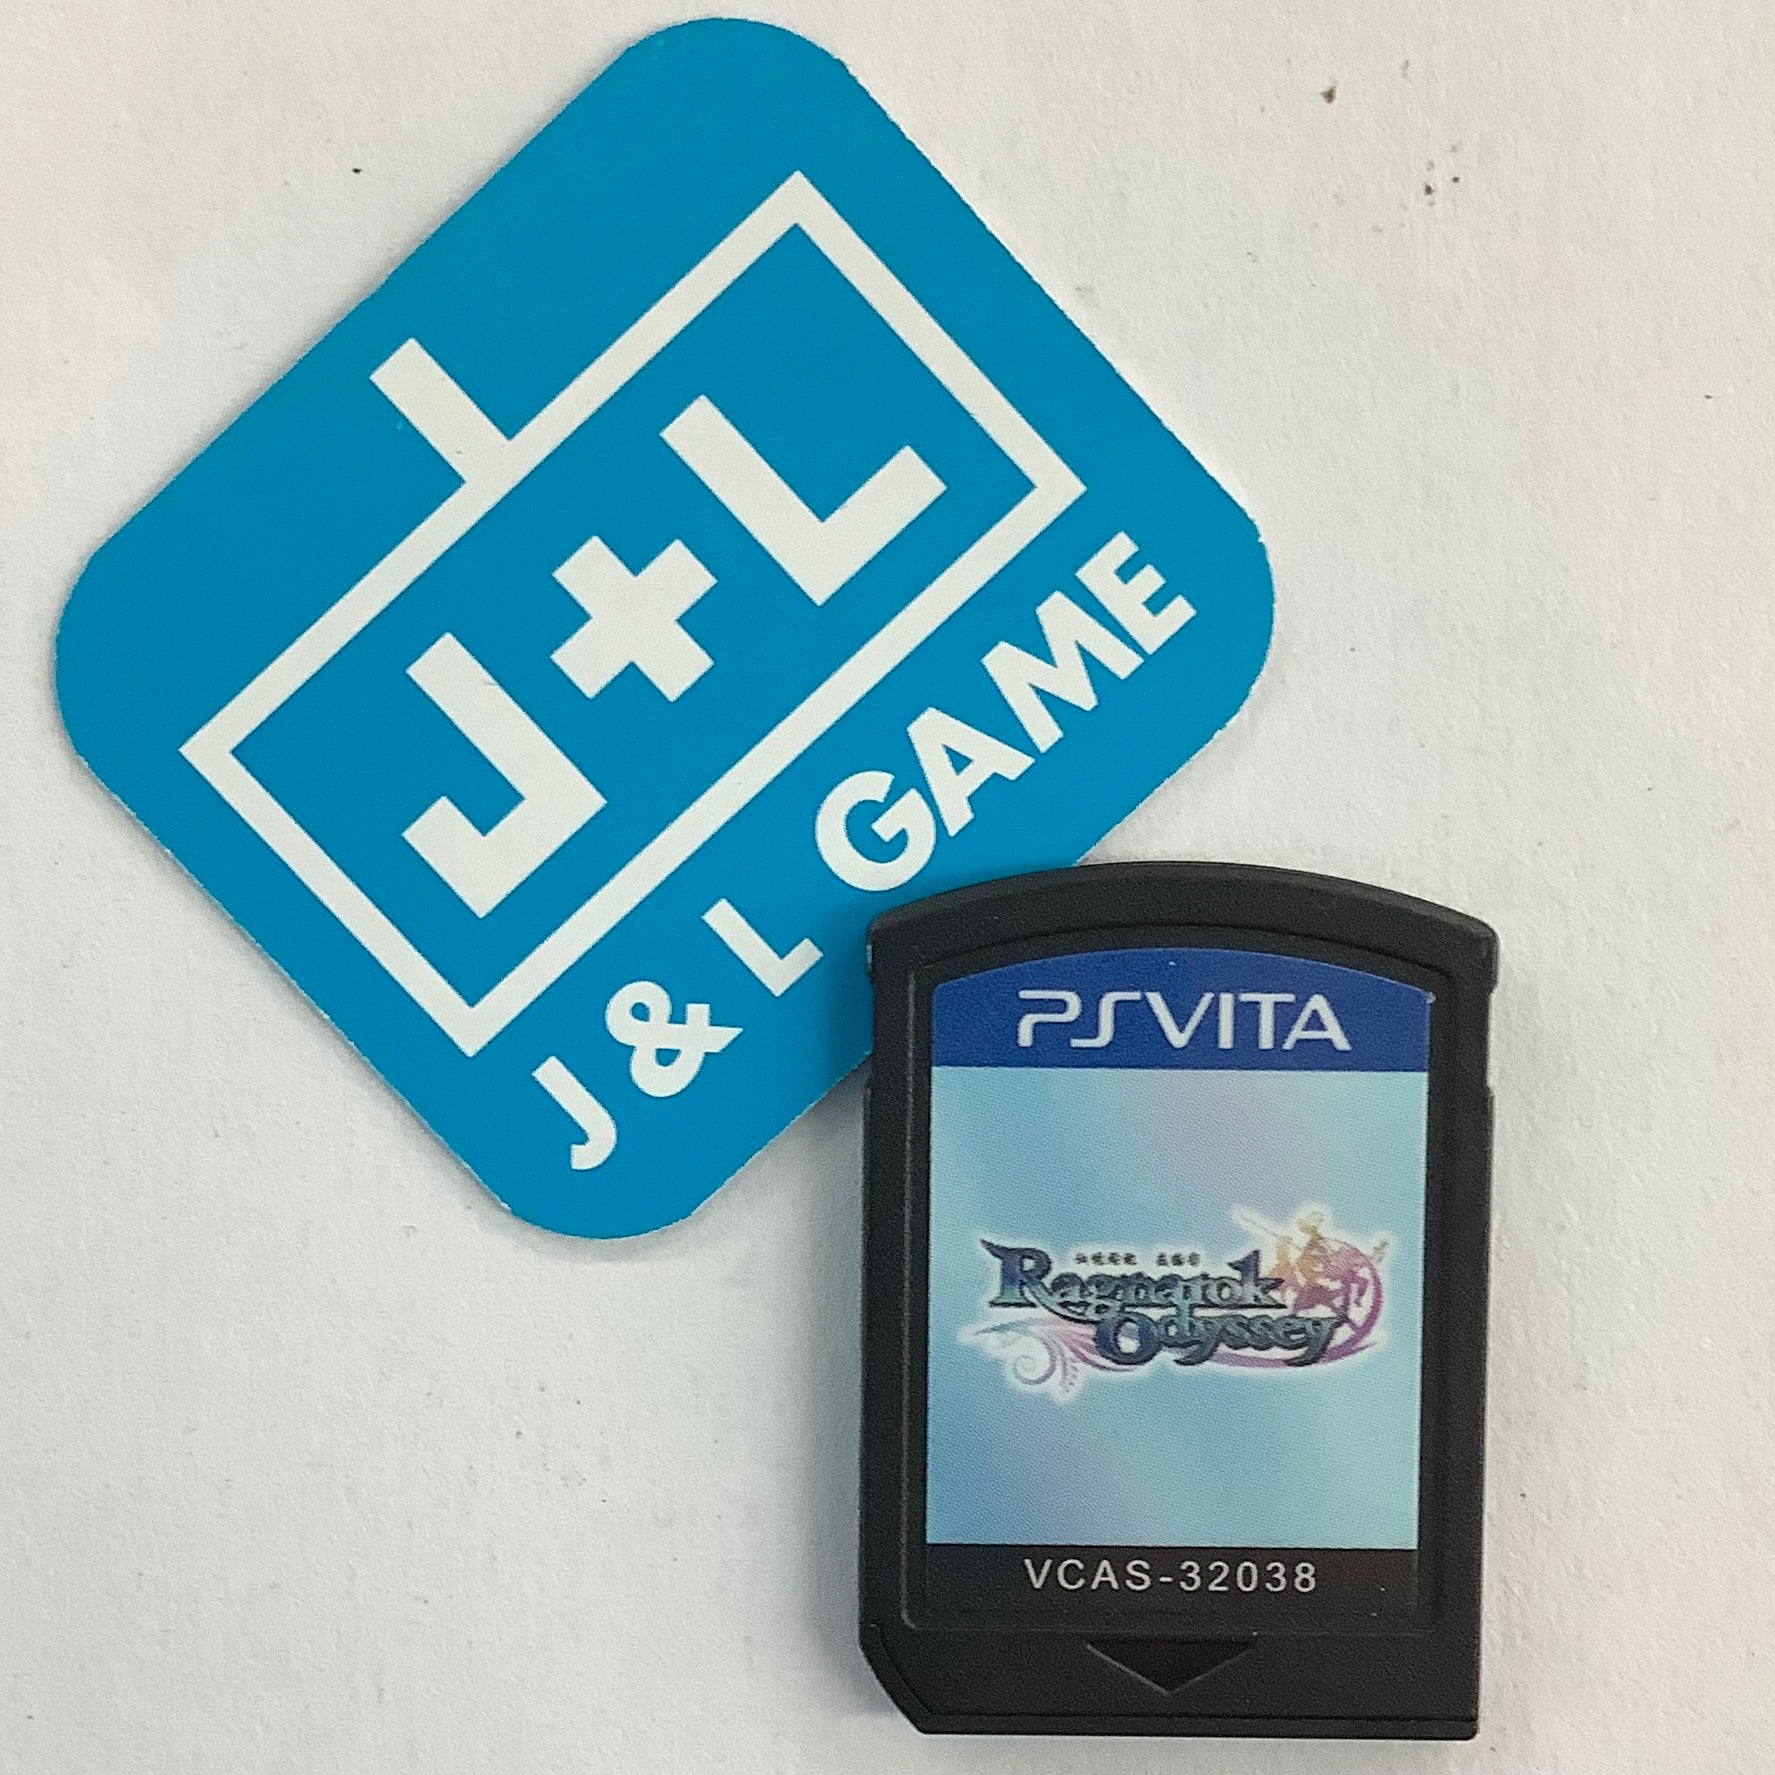 J+L
J & L GAME
PSVITA
Ragnarok
Odyssey
VCAS-32038